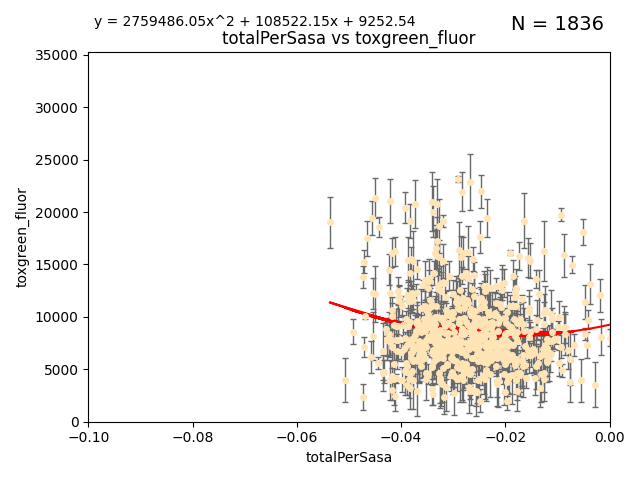 y = 2759486.05x^2 + 108522.15x + 9252.54
N = 1836
totalPerSasa vs toxgreen_fluor
35000
30000
25000
20000
15000
10000
5000
0
toxgreen_fluor
−0.10
−0.08
−0.06
−0.04
−0.02
0.00
totalPerSasa